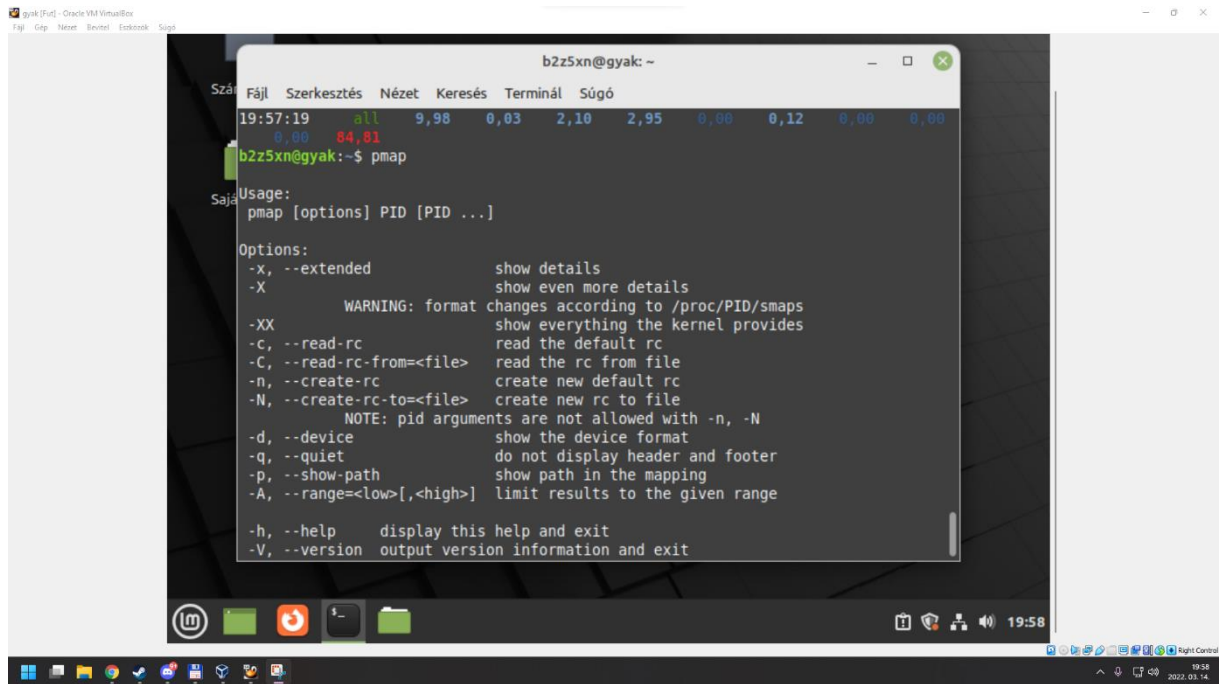 gyak [Fut] - Oracle VM VirtualBox
Fájl Gép Nézet Bevitel Eszközök Súgó
b2z5xn@gyak: ~
Szá
Fájl Szerkesztés Nézet Keresés Terminál Súgó
19:57:19 all 9,98 0,03 2,10 2,95 0,00 0,12 0,00 0,00
0,00 84,81
b2z5xn@gyak:~$ pmap
Sajá
Usage:
pmap [options] PID [PID ...]
Options:
-x, --extended show details
-X show even more details
WARNING: format changes according to /proc/PID/smaps
-XX show everything the kernel provides
-c, --read-rc read the default rc
-C, --read-rc-from=<file> read the rc from file
-n, --create-rc create new default rc
-N, --create-rc-to=<file> create new rc to file
NOTE: pid arguments are not allowed with -n, -N
-d, --device show the device format
-q, --quiet do not display header and footer
-p, --show-path show path in the mapping
-A, --range=<low>[,<high>] limit results to the given range
-h, --help display this help and exit
-V, --version output version information and exit
19:58
Right Control
19:58
2022. 03. 14.